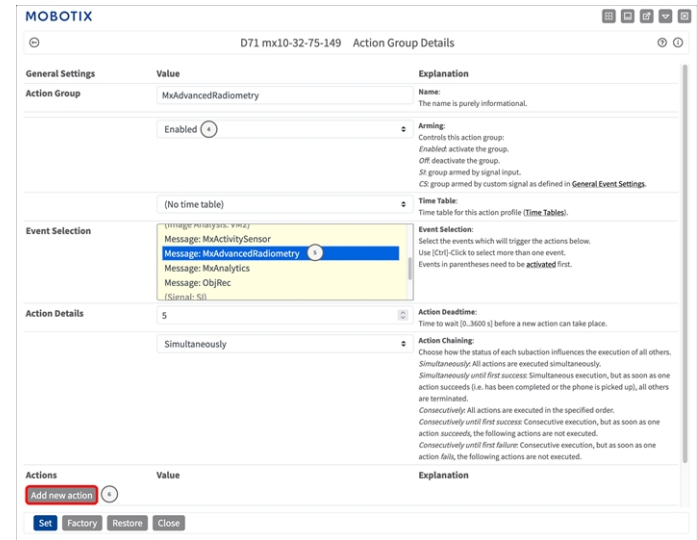 MOBOTIX
D71 mx10-32-75-149 Action Group Details
General Settings Value Explanation
Action Group MxAdvancedRadiometry Name:
The name is purely informational.
Enabled 4 Arming:
Controls this action group:
Enabled: activate the group.
Off: deactivate the group.
SI: group armed by signal input.
CS: group armed by custom signal as defined in General Event Settings.
(No time table) Time Table:
Time table for this action profile (Time Tables).
Event Selection (Image Analysis: VM2) Event Selection:
Message: MxActivitySensor Select the events which will trigger the actions below.
Message: MxAdvancedRadiometry 5 Use [Ctrl]-Click to select more than one event.
Message: MxAnalytics Events in parentheses need to be activated first.
Message: ObjRec
(Signal: SI)
Action Details 5 Action Deadtime:
Time to wait [0..3600 s] before a new action can take place.
Simultaneously Action Chaining:
Choose how the status of each subaction influences the execution of all others.
Simultaneously: All actions are executed simultaneously.
Simultaneously until first success: Simultaneous execution, but as soon as one
action succeeds (i.e. has been completed or the phone is picked up), all others
are terminated.
Consecutively: All actions are executed in the specified order.
Consecutively until first success: Consecutive execution, but as soon as one
action succeeds, the following actions are not executed.
Consecutively until first failure: Consecutive execution, but as soon as one
action fails, the following actions are not executed.
Actions Value Explanation
Add new action 6
Set Factory Restore Close